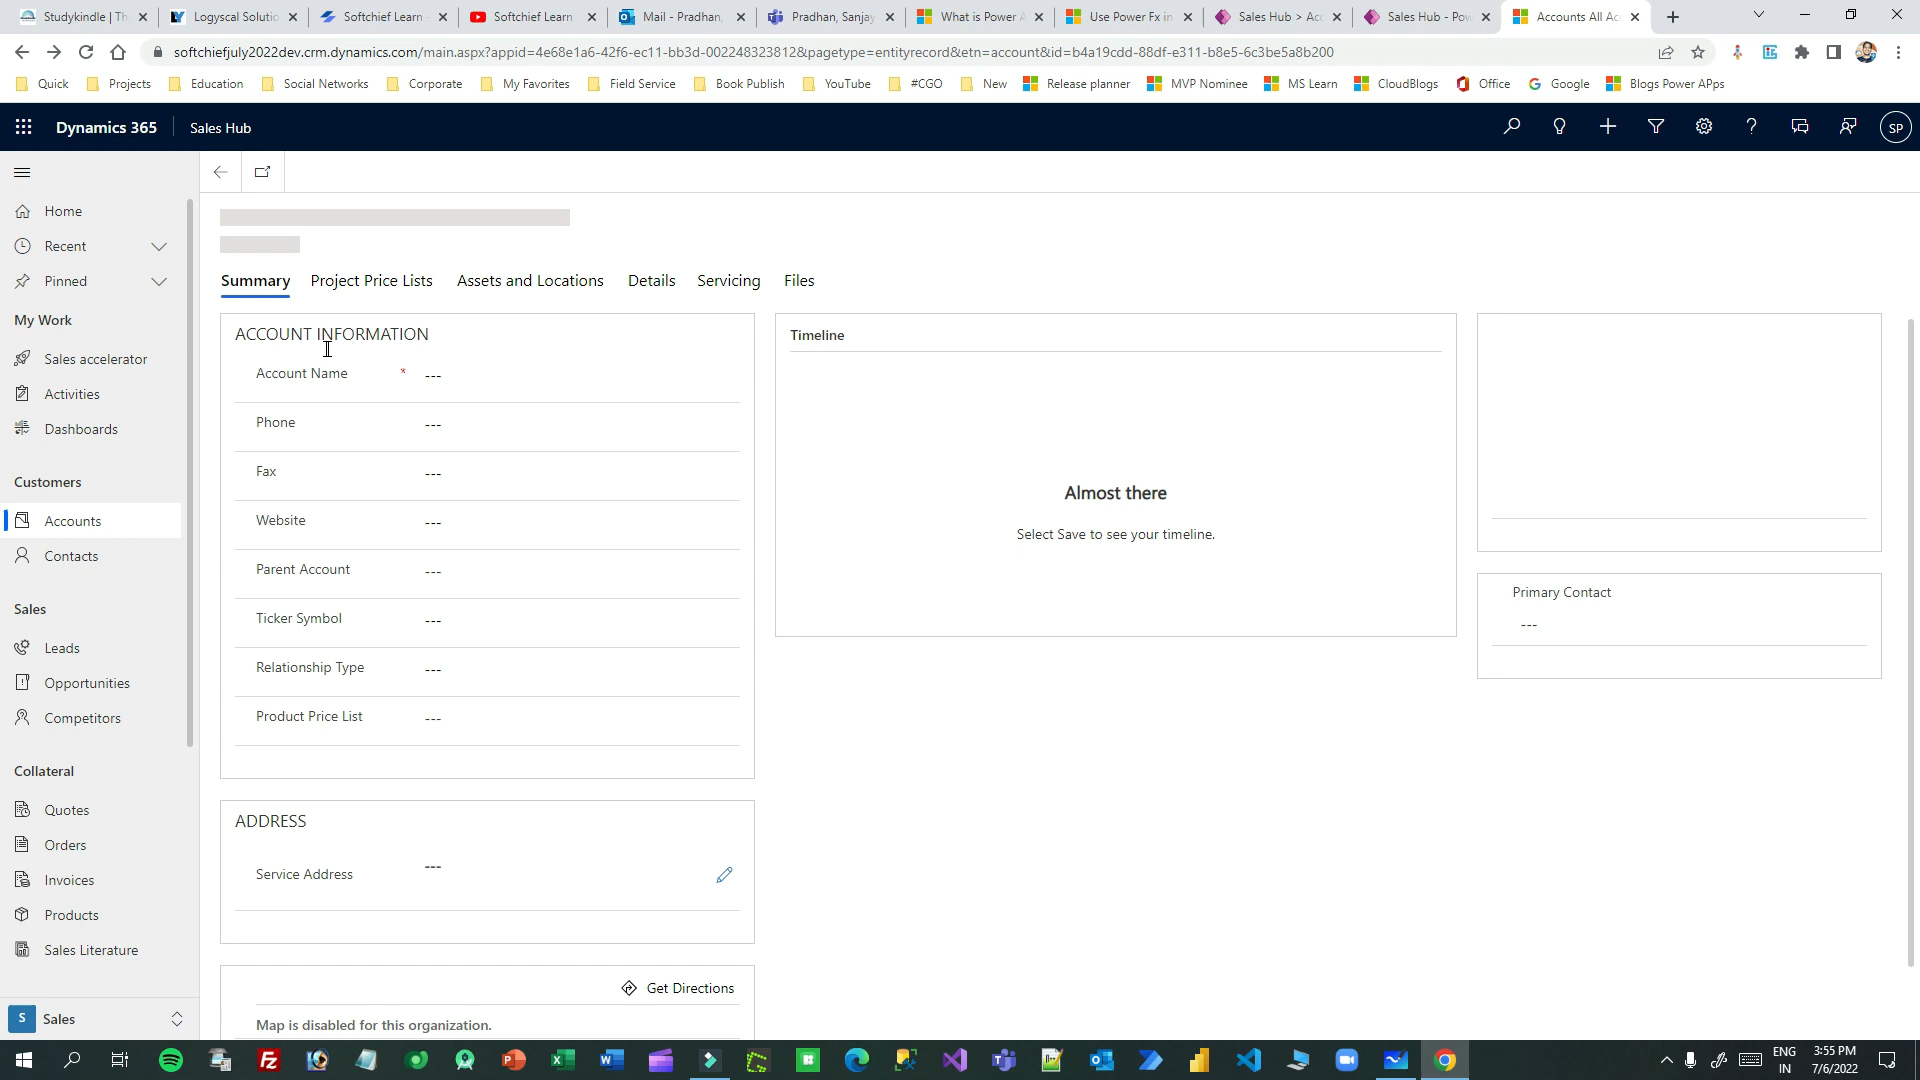 Studykindle | Th
Logyscal Solutio
Softchief Learn
Softchief Learn
Mail - Pradhan,
Pradhan, Sanjay
What is Power A
Use Power Fx in
Sales Hub > Acc
Sales Hub - Pow
Accounts All Ac
softchiefjuly2022dev.crm.dynamics.com/main.aspx?appid=4e68e1a6-42f6-ec11-bb3d-002248323812&pagetype=entityrecord&etn=account&id=b4a19cdd-88df-e311-b8e5-6c3be5a8b200
Quick
Projects
Education
Social Networks
Corporate
My Favorites
Field Service
Book Publish
YouTube
#CGO
New
Release planner
MVP Nominee
MS Learn
CloudBlogs
Office
Google
Blogs Power APps
Dynamics 365
Sales Hub
SP
Home
Recent
Pinned
My Work
Sales accelerator
Activities
Dashboards
Customers
Accounts
Contacts
Sales
Leads
Opportunities
Competitors
Collateral
Quotes
Orders
Invoices
Products
Sales Literature
S
Sales
Summary
Project Price Lists
Assets and Locations
Details
Servicing
Files
ACCOUNT INFORMATION
Account Name * ---
Phone ---
Fax ---
Website ---
Parent Account ---
Ticker Symbol ---
Relationship Type ---
Product Price List ---
ADDRESS
Service Address ---
Get Directions
Map is disabled for this organization.
Timeline
Almost there
Select Save to see your timeline.
Primary Contact
---
ENG
IN
3:55 PM
7/6/2022